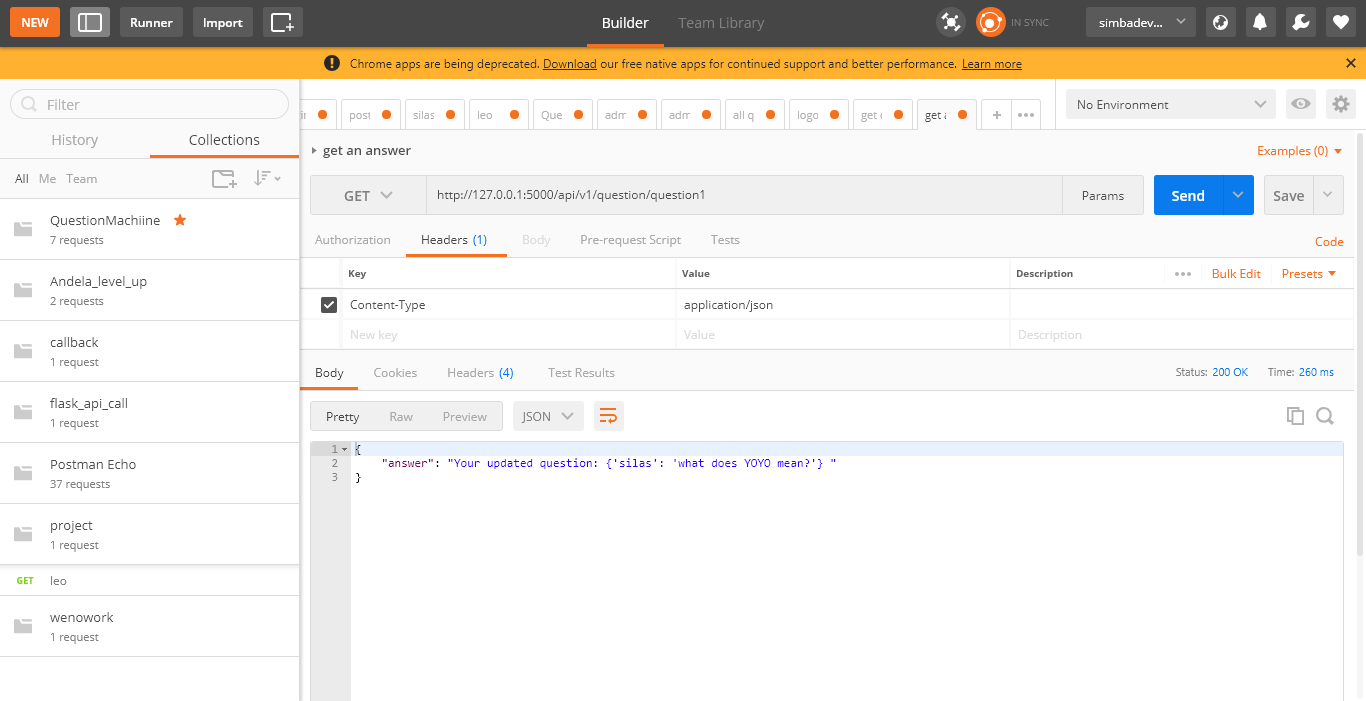 NEW Runner Import Builder Team Library IN SYNC simbadev...
Chrome apps are being deprecated. Download our free native apps for continued support and better performance. Learn more
Filter
History Collections
All Me Team
QuestionMachiine
7 requests
Andela_level_up
2 requests
callback
1 request
flask_api_call
1 request
Postman Echo
37 requests
project
1 request
GET leo
wenowork
1 request
post silas leo Que adm adm all q logo get get a + ••• No Environment
get an answer Examples (0)
GET http://127.0.0.1:5000/api/v1/question/question1 Params Send Save
Authorization Headers (1) Body Pre-request Script Tests Code
Key Value Description ••• Bulk Edit Presets
Content-Type application/json
New key Value Description
Body Cookies Headers (4) Test Results Status: 200 OK Time: 260 ms
Pretty Raw Preview JSON
1 {
2 "answer": "Your updated question: {'silas': 'what does YOYO mean?'} "
3 }